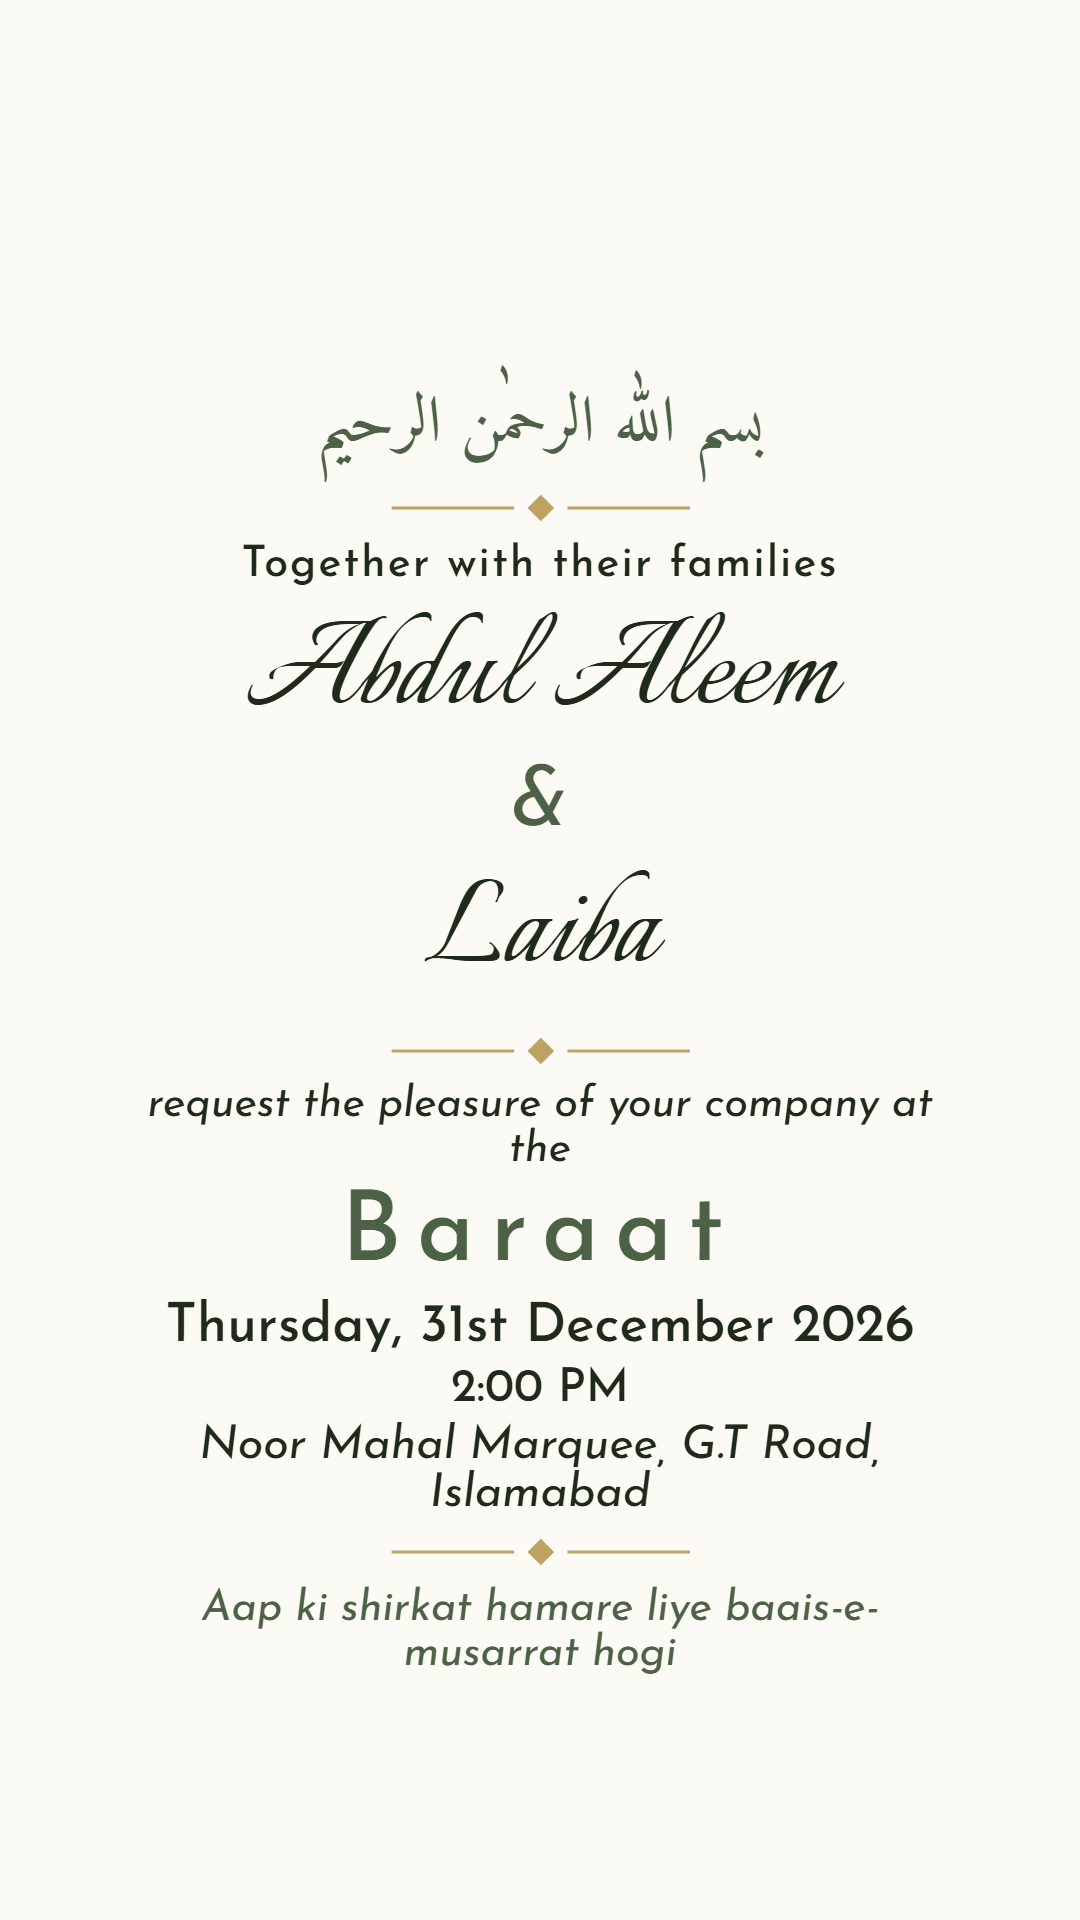 بسم الله الرحمٰن الرحيم
Together with their families
Abdul Aleem
&
Laiba
request the pleasure of your company at
the
Baraat
Thursday, 31st December 2026
2:00 PM
Noor Mahal Marquee, G.T Road,
Islamabad
Aap ki shirkat hamare liye baais-e-
musarrat hogi